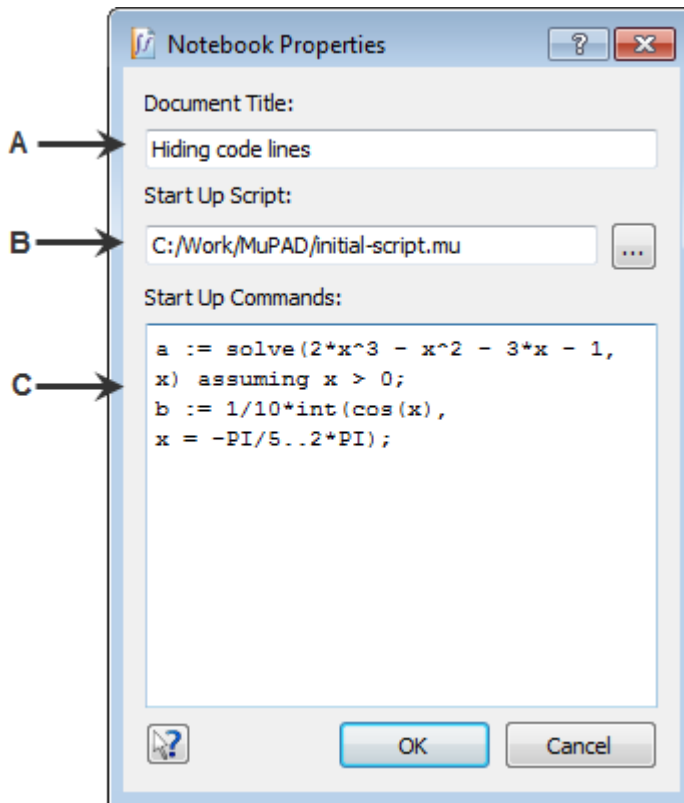 Notebook Properties
Document Title:
A
Hiding code lines
Start Up Script:
B
C:/Work/MuPAD/initial-script.mu
...
Start Up Commands:
C
a := solve(2*x^3 - x^2 - 3*x - 1,
x) assuming x > 0;
b := 1/10*int(cos(x),
x = -PI/5..2*PI);
OK
Cancel